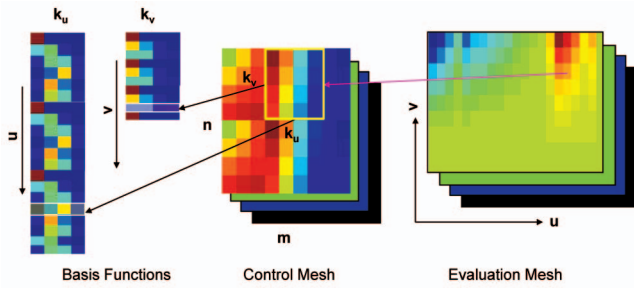 k_u
k_v
u
v
k_v
n
k_u
m
v
u
Basis Functions
Control Mesh
Evaluation Mesh